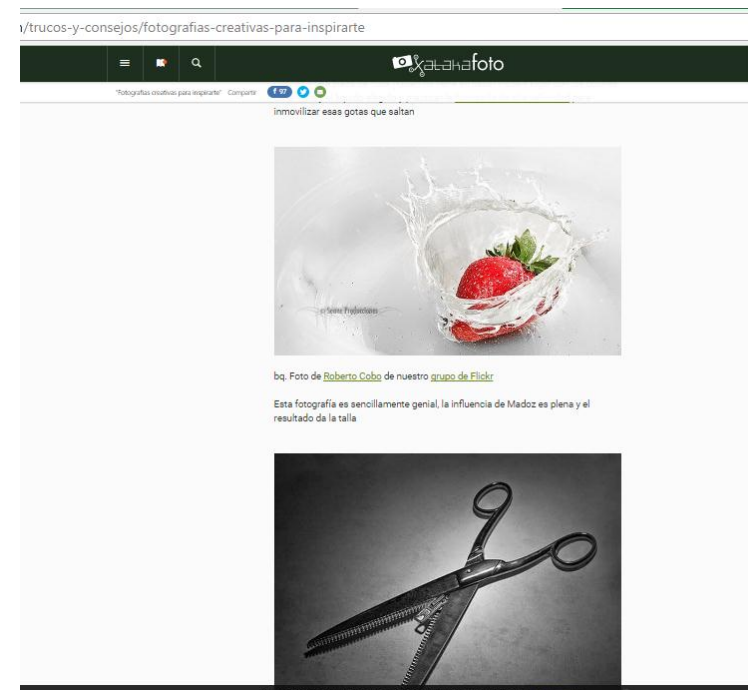 /trucos-y-consejos/fotografias-creativas-para-inspirarte
xatakafoto
"Fotografías creativas para inspirarte" Compartir f 97
inmovilizar esas gotas que saltan
bq. Foto de Roberto Cobo de nuestro grupo de Flickr
Esta fotografía es sencillamente genial, la influencia de Madoz es plena y el
resultado da la talla